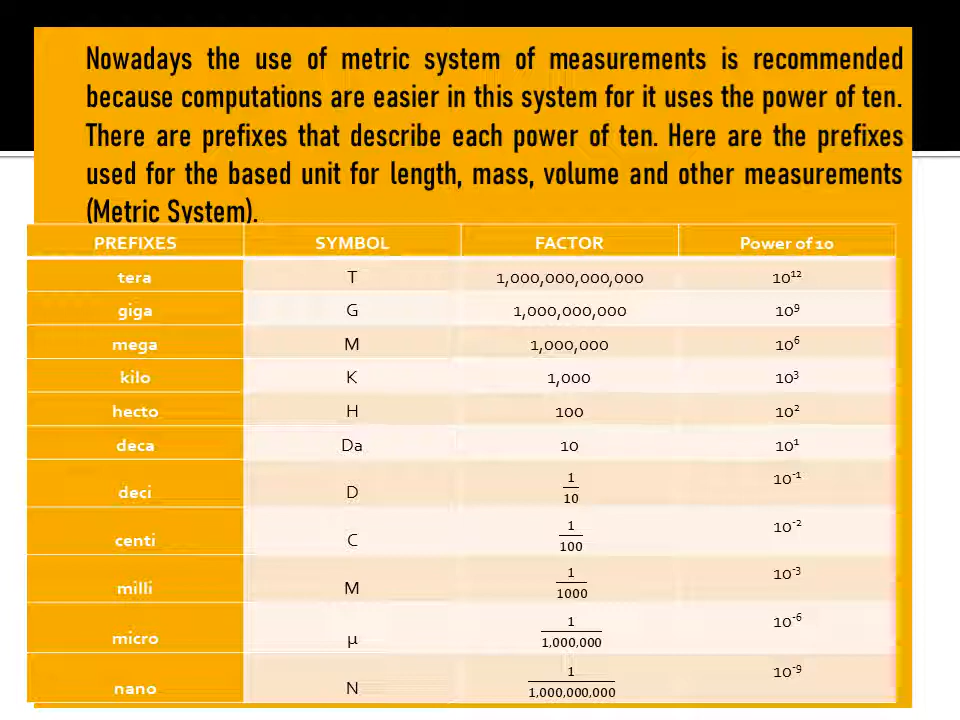 Nowadays the use of metric system of measurements is recommended
because computations are easier in this system for it uses the power of ten.
There are prefixes that describe each power of ten. Here are the prefixes
used for the based unit for length, mass, volume and other measurements
(Metric System).
PREFIXES SYMBOL FACTOR Power of 10
tera T 1,000,000,000,000 10¹²
giga G 1,000,000,000 10⁹
mega M 1,000,000 10⁶
kilo K 1,000 10³
hecto H 100 10²
deca Da 10 10¹
deci D 1/10 10⁻¹
centi C 1/100 10⁻²
milli M 1/1000 10⁻³
micro µ 1/1,000,000 10⁻⁶
nano N 1/1,000,000,000 10⁻⁹